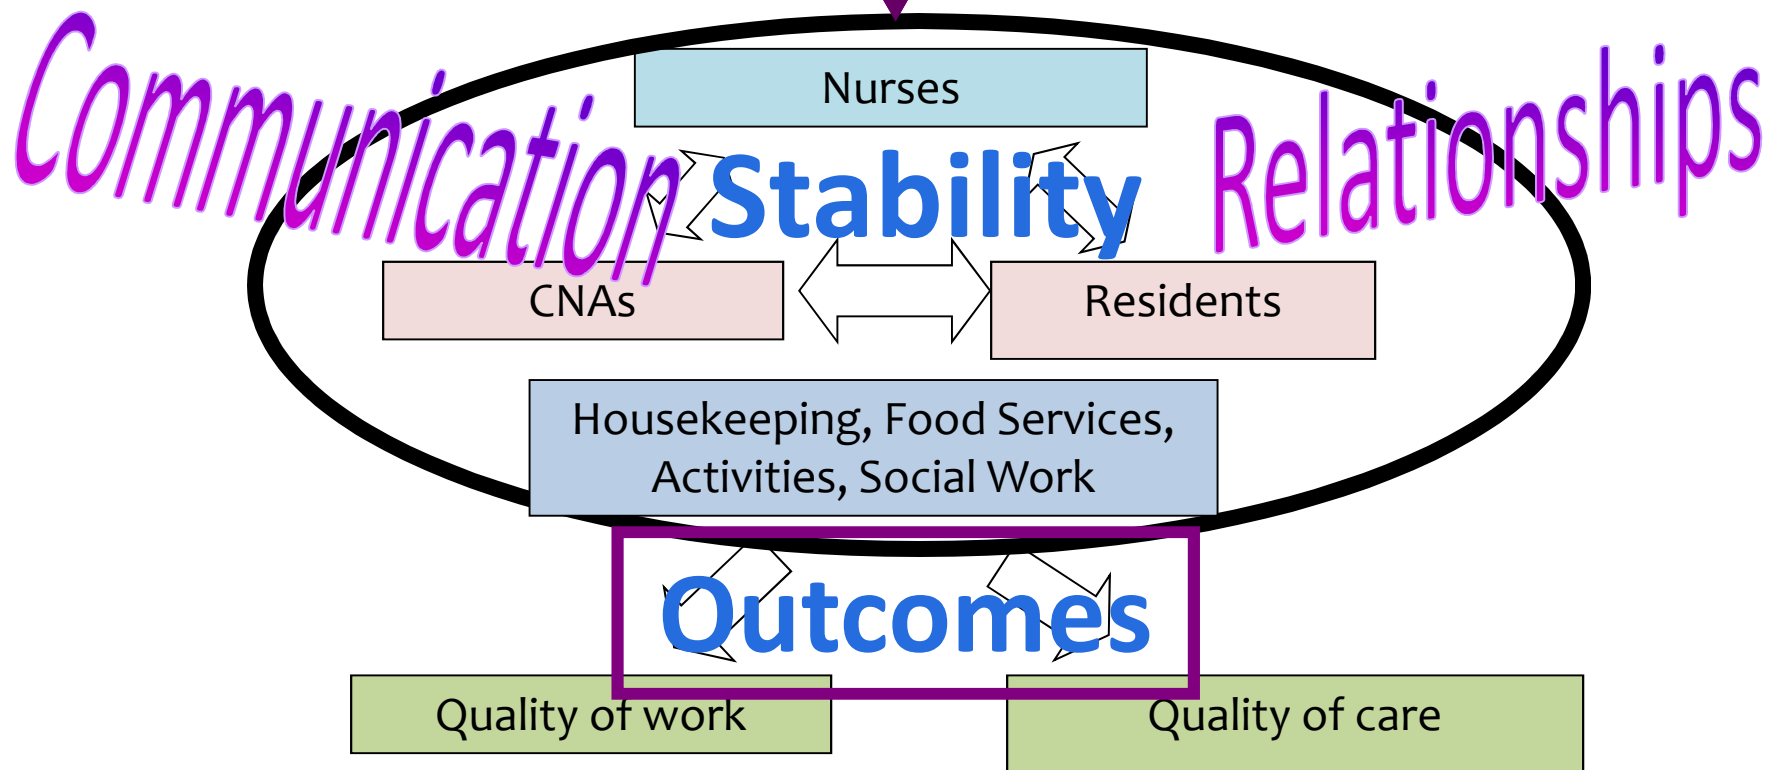 Communication
Relationships
Nurses
Stability
CNAs
Residents
Housekeeping, Food Services,
Activities, Social Work
Outcomes
Quality of work
Quality of care